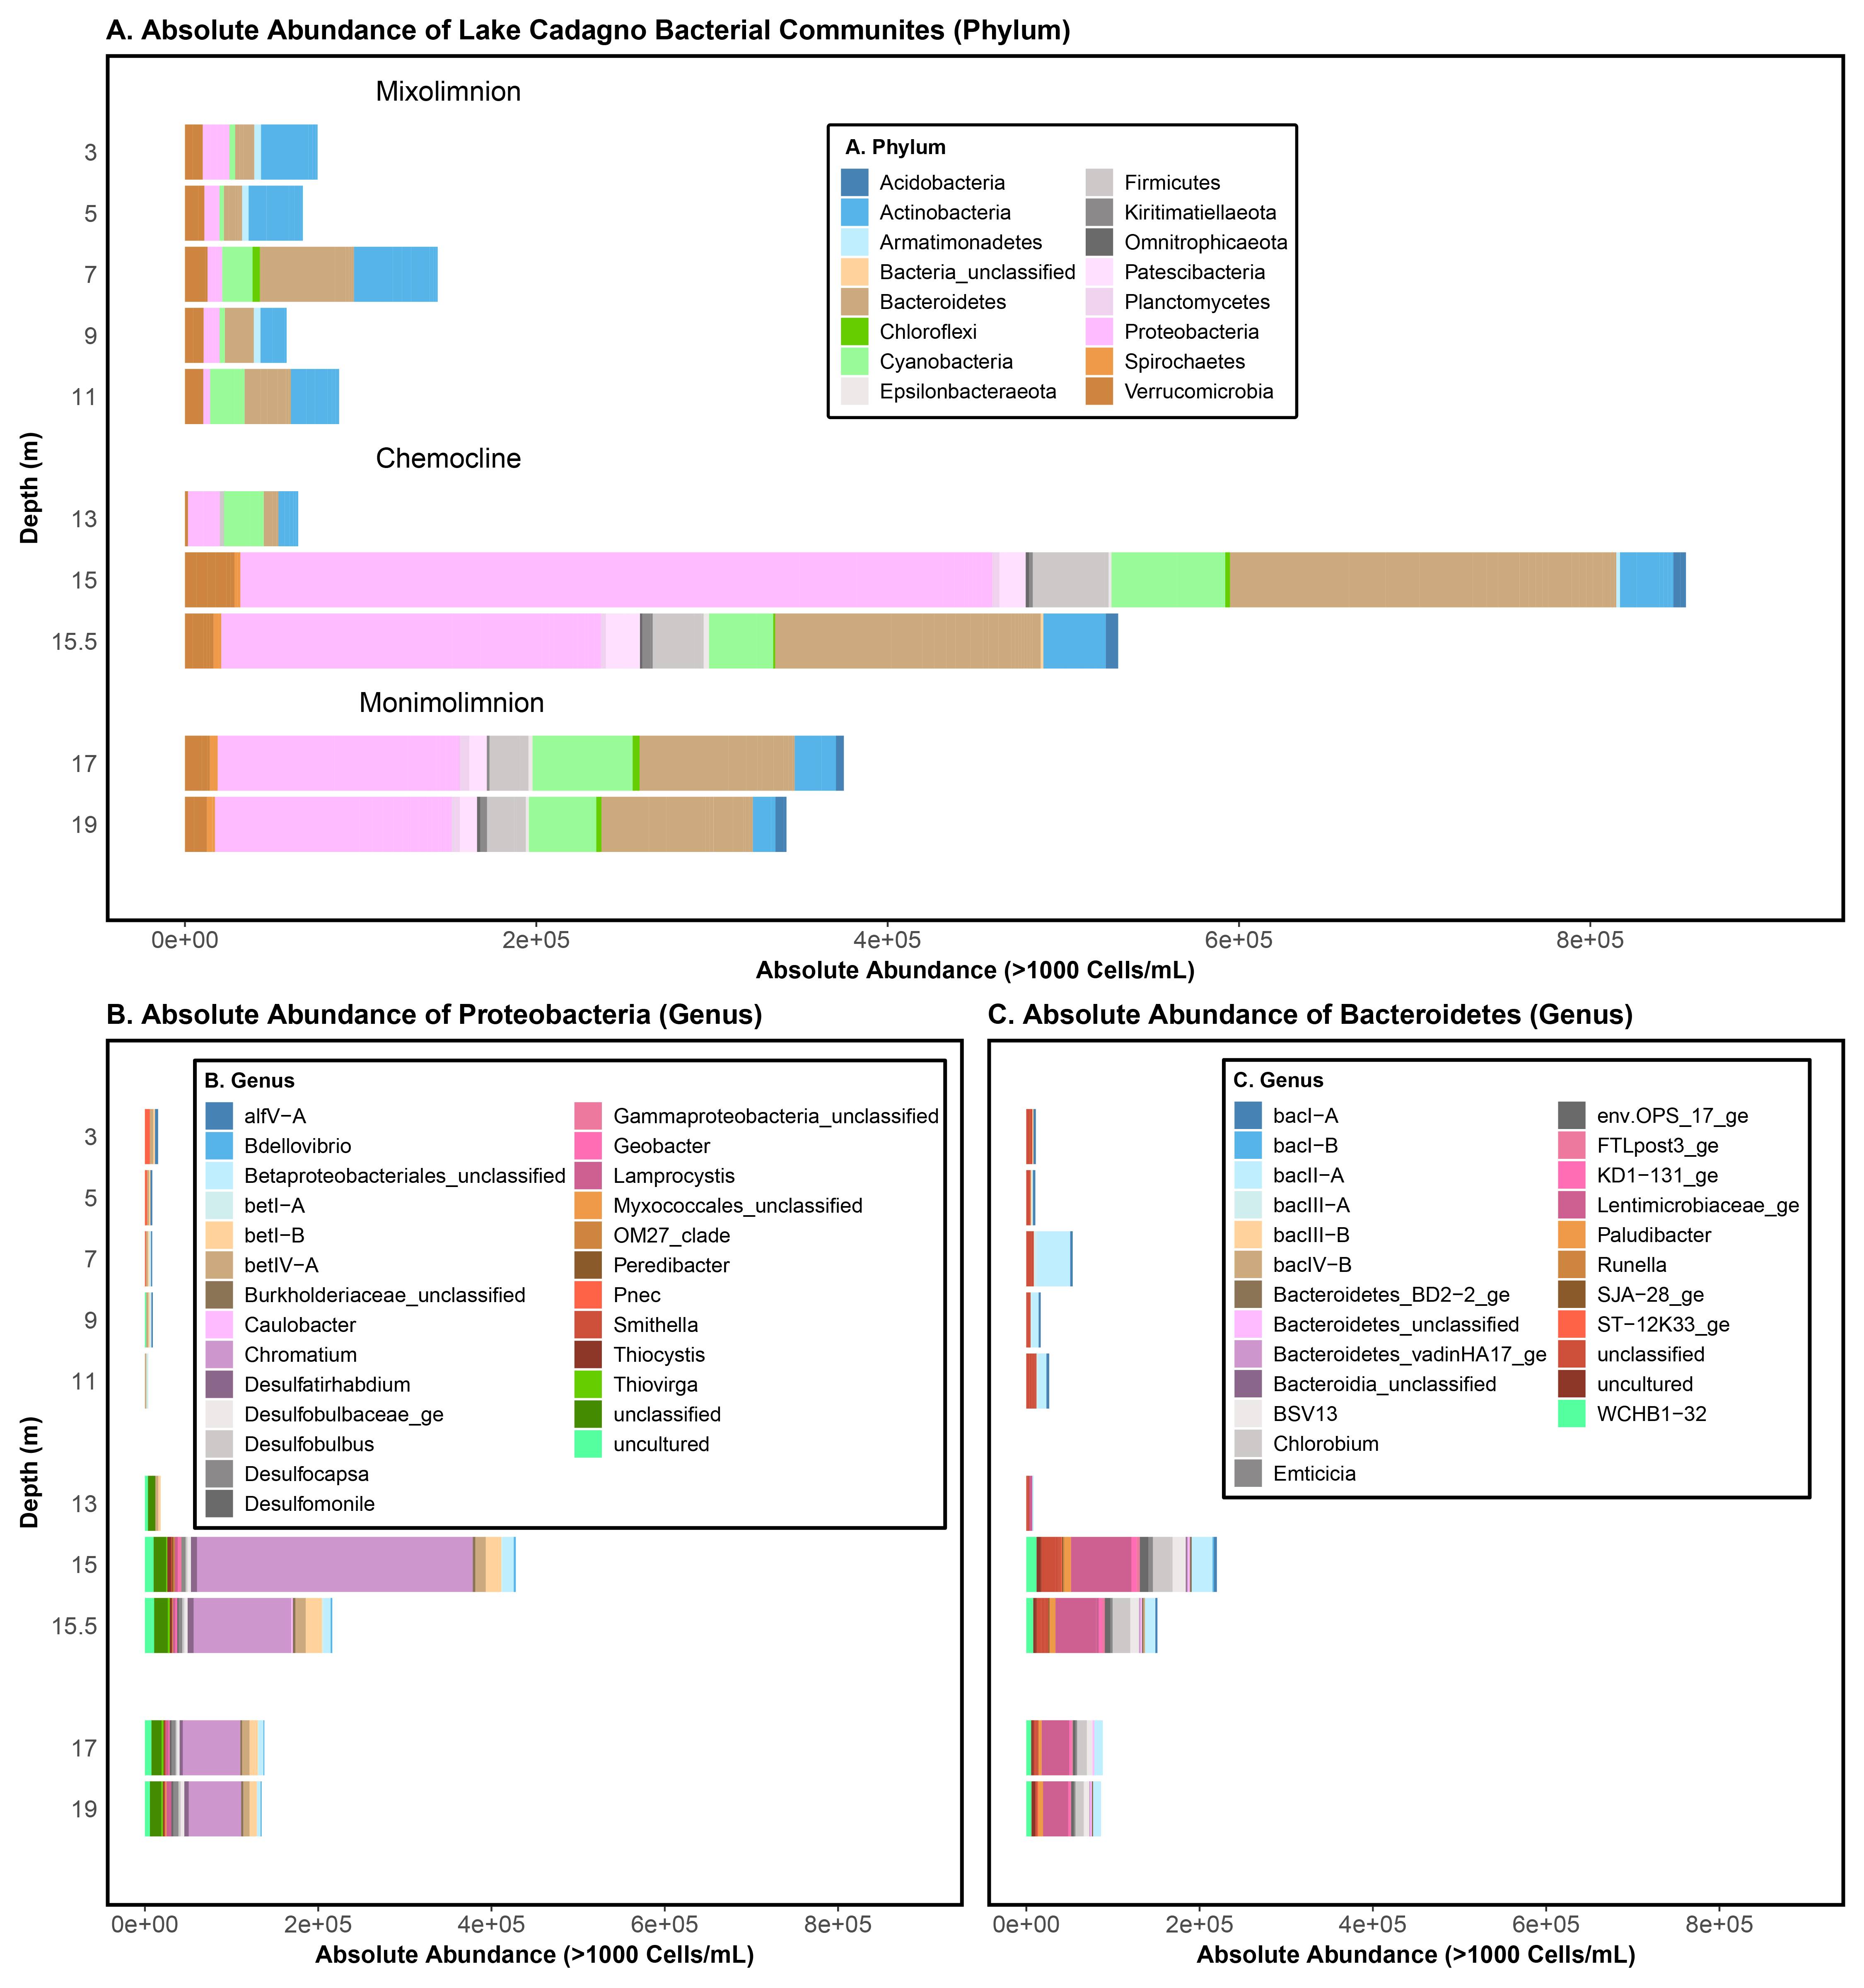 A. Absolute Abundance of Lake Cadagno Bacterial Communites (Phylum)
Mixolimnion
A. Phylum
Acidobacteria
Actinobacteria
Armatimonadetes
Bacteria_unclassified
Bacteroidetes
Chloroflexi
Cyanobacteria
Epsilonbacteraeota
Firmicutes
Kiritimatiellaeota
Omnitrophicaeota
Patescibacteria
Planctomycetes
Proteobacteria
Spirochaetes
Verrucomicrobia
3
5
7
9
11
Chemocline
Depth (m)
13
15
15.5
Monimolimnion
17
19
0e+00 2e+05 4e+05 6e+05 8e+05
Absolute Abundance (>1000 Cells/mL)
B. Absolute Abundance of Proteobacteria (Genus)
B. Genus
alfV−A
Bdellovibrio
Betaproteobacteriales_unclassified
betI−A
betI−B
betIV−A
Burkholderiaceae_unclassified
Caulobacter
Chromatium
Desulfatirhabdium
Desulfobulbaceae_ge
Desulfobulbus
Desulfocapsa
Desulfomonile
Gammaproteobacteria_unclassified
Geobacter
Lamprocystis
Myxococcales_unclassified
OM27_clade
Peredibacter
Pnec
Smithella
Thiocystis
Thiovirga
unclassified
uncultured
3
5
7
9
11
Depth (m)
13
15
15.5
17
19
0e+00 2e+05 4e+05 6e+05 8e+05
Absolute Abundance (>1000 Cells/mL)
C. Absolute Abundance of Bacteroidetes (Genus)
C. Genus
bacI−A
bacI−B
bacII−A
bacIII−A
bacIII−B
bacIV−B
Bacteroidetes_BD2−2_ge
Bacteroidetes_unclassified
Bacteroidetes_vadinHA17_ge
Bacteroidia_unclassified
BSV13
Chlorobium
Emticicia
env.OPS_17_ge
FTLpost3_ge
KD1−131_ge
Lentimicrobiaceae_ge
Paludibacter
Runella
SJA−28_ge
ST−12K33_ge
unclassified
uncultured
WCHB1−32
0e+00 2e+05 4e+05 6e+05 8e+05
Absolute Abundance (>1000 Cells/mL)